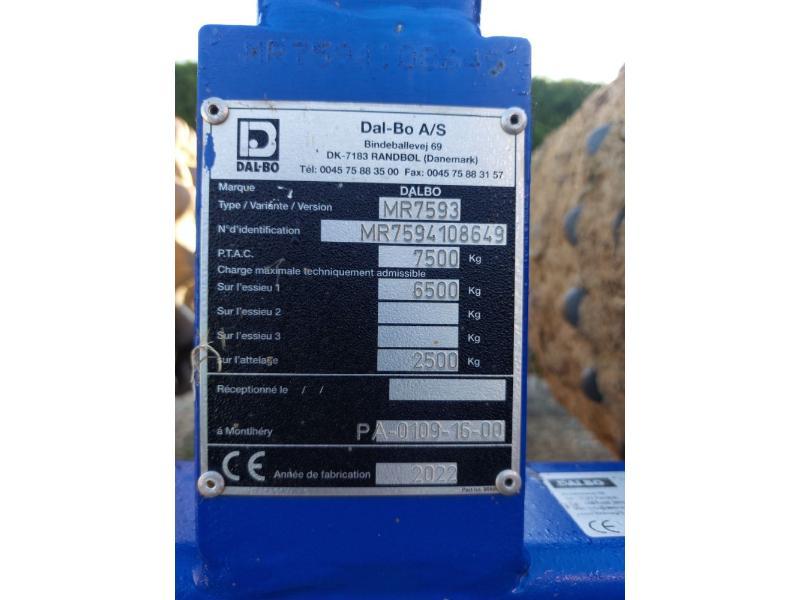 Dal-Bo A/S
Bindeballevej 69
DK-7183 RANDBØL (Danemark)
Tél: 0045 75 88 35 00 Fax: 0045 75 88 31 57
DAL-BO
Marque DALBO
Type / Variante / Version MR7593
N°d'identification MR7594108649
P.T.A.C. 7500 Kg
Charge maximale techniquement admissible
Sur l'essieu 1 6500 Kg
Sur l'essieu 2 Kg
Sur l'essieu 3 Kg
sur l'attelage 2500 Kg
Réceptionné le / /
à Montlhéry PA-0109-16-00
CE Année de fabrication 2022
DALBO